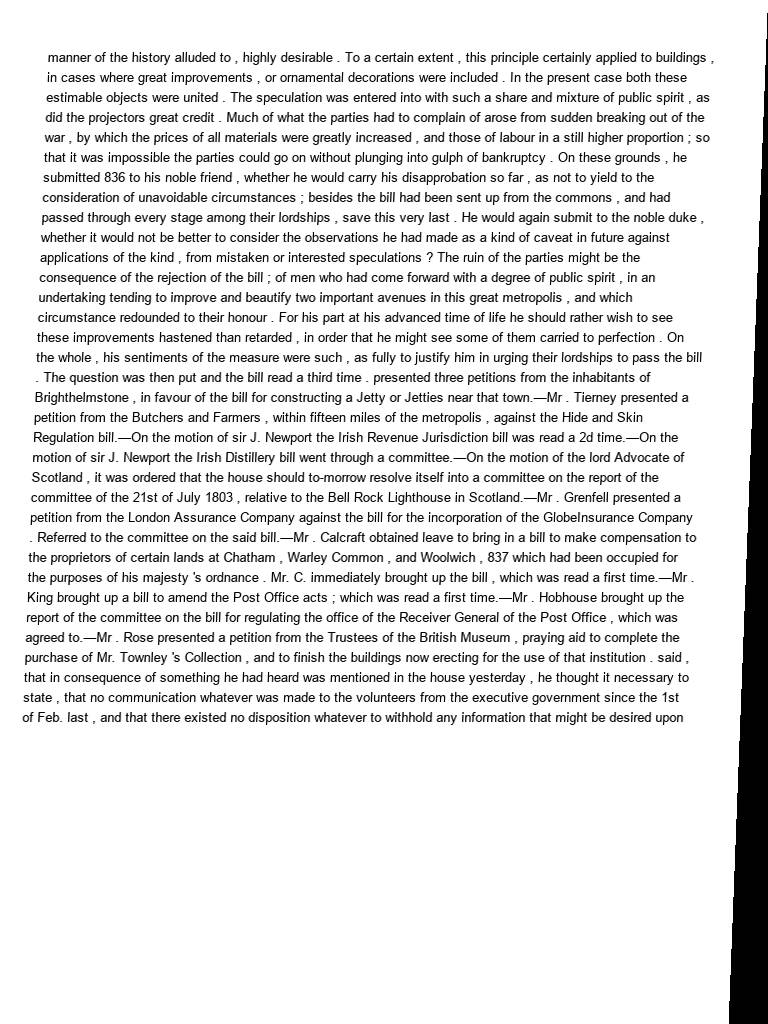 manner of the history alluded to , highly desirable . To a certain extent , this principle certainly applied to buildings ,
in cases where great improvements , or ornamental decorations were included . In the present case both these
estimable objects were united . The speculation was entered into with such a share and mixture of public spirit , as
did the projectors great credit . Much of what the parties had to complain of arose from sudden breaking out of the
war , by which the prices of all materials were greatly increased , and those of labour in a still higher proportion ; so
that it was impossible the parties could go on without plunging into gulph of bankruptcy . On these grounds , he
submitted 836 to his noble friend , whether he would carry his disapprobation so far , as not to yield to the
consideration of unavoidable circumstances ; besides the bill had been sent up from the commons , and had
passed through every stage among their lordships , save this very last . He would again submit to the noble duke ,
whether it would not be better to consider the observations he had made as a kind of caveat in future against
applications of the kind , from mistaken or interested speculations ? The ruin of the parties might be the
consequence of the rejection of the bill ; of men who had come forward with a degree of public spirit , in an
undertaking tending to improve and beautify two important avenues in this great metropolis , and which
circumstance redounded to their honour . For his part at his advanced time of life he should rather wish to see
these improvements hastened than retarded , in order that he might see some of them carried to perfection . On
the whole , his sentiments of the measure were such , as fully to justify him in urging their lordships to pass the bill
. The question was then put and the bill read a third time . presented three petitions from the inhabitants of
Brighthelmstone , in favour of the bill for constructing a Jetty or Jetties near that town.—Mr . Tierney presented a
petition from the Butchers and Farmers , within fifteen miles of the metropolis , against the Hide and Skin
Regulation bill.—On the motion of sir J. Newport the Irish Revenue Jurisdiction bill was read a 2d time.—On the
motion of sir J. Newport the Irish Distillery bill went through a committee.—On the motion of the lord Advocate of
Scotland , it was ordered that the house should to-morrow resolve itself into a committee on the report of the
committee of the 21st of July 1803 , relative to the Bell Rock Lighthouse in Scotland.—Mr . Grenfell presented a
petition from the London Assurance Company against the bill for the incorporation of the GlobeInsurance Company
. Referred to the committee on the said bill.—Mr . Calcraft obtained leave to bring in a bill to make compensation to
the proprietors of certain lands at Chatham , Warley Common , and Woolwich , 837 which had been occupied for
the purposes of his majesty 's ordnance . Mr. C. immediately brought up the bill , which was read a first time.—Mr .
King brought up a bill to amend the Post Office acts ; which was read a first time.—Mr . Hobhouse brought up the
report of the committee on the bill for regulating the office of the Receiver General of the Post Office , which was
agreed to.—Mr . Rose presented a petition from the Trustees of the British Museum , praying aid to complete the
purchase of Mr. Townley 's Collection , and to finish the buildings now erecting for the use of that institution . said ,
that in consequence of something he had heard was mentioned in the house yesterday , he thought it necessary to
state , that no communication whatever was made to the volunteers from the executive government since the 1st
of Feb. last , and that there existed no disposition whatever to withhold any information that might be desired upon